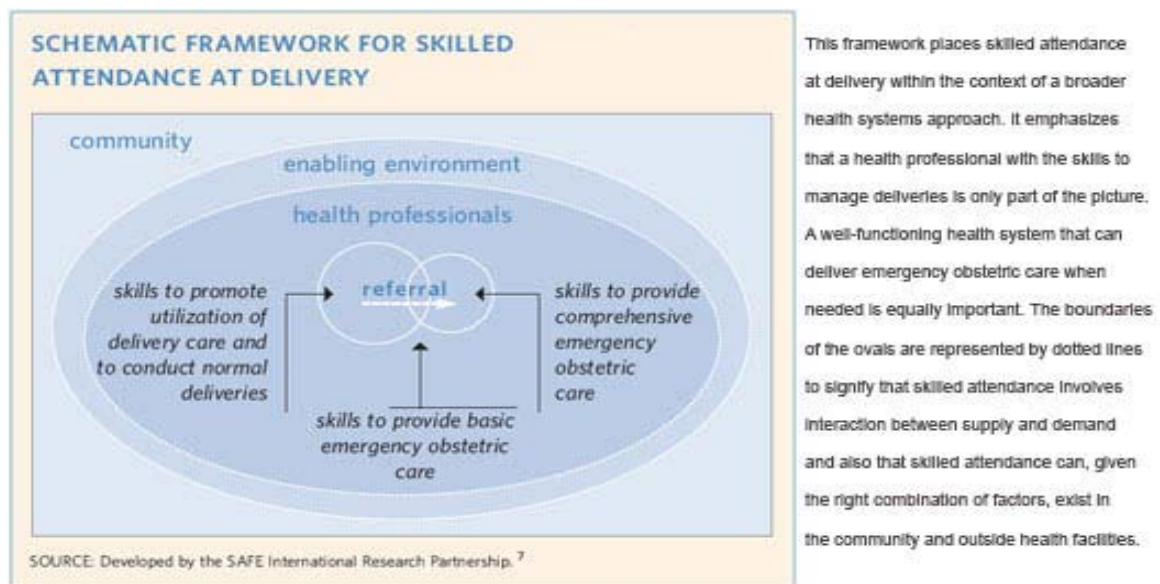 SCHEMATIC FRAMEWORK FOR SKILLED
ATTENDANCE AT DELIVERY
community
enabling environment
health professionals
referral
skills to promote
utilization of
delivery care and
to conduct normal
deliveries
skills to provide basic
emergency obstetric
care
skills to provide
comprehensive
emergency
obstetric
care
SOURCE: Developed by the SAFE International Research Partnership. 7
This framework places skilled attendance
at delivery within the context of a broader
health systems approach. It emphasizes
that a health professional with the skills to
manage deliveries is only part of the picture.
A well-functioning health system that can
deliver emergency obstetric care when
needed is equally important. The boundaries
of the ovals are represented by dotted lines
to signify that skilled attendance involves
interaction between supply and demand
and also that skilled attendance can, given
the right combination of factors, exist in
the community and outside health facilities.